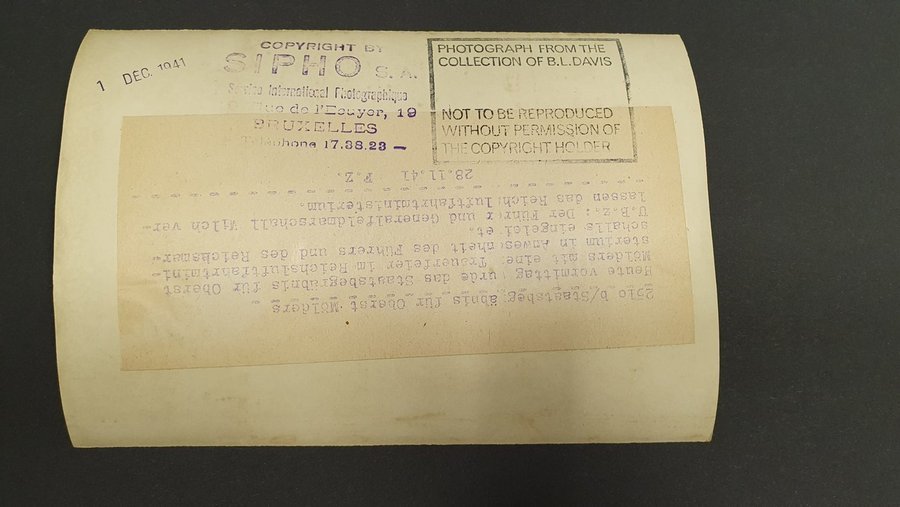 1 DEC. 1941
COPYRIGHT BY
SIPHO S. A.
Service International Photographique
Rue de l'Ecuyer, 19
BRUXELLES
Téléphone 17.38.23 —
PHOTOGRAPH FROM THE
COLLECTION OF B.L.DAVIS
NOT TO BE REPRODUCED
WITHOUT PERMISSION OF
THE COPYRIGHT HOLDER
b/Staatsbegräbnis für Oberst Mölders -
Heute vormittag wurde das Staatsbegräbnis für Oberst
Mölders mit einer Trauerfeier im Reichsluftfahrtmini-
sterium in Anwesenheit des Führers und des Reichsmar-
schalls eingeleitet.
U.B.z.: Der Führer und Generalfeldmarschall Milch ver-
lassen das Reichsluftfahrtministerium.
28.11.41 F.Z.